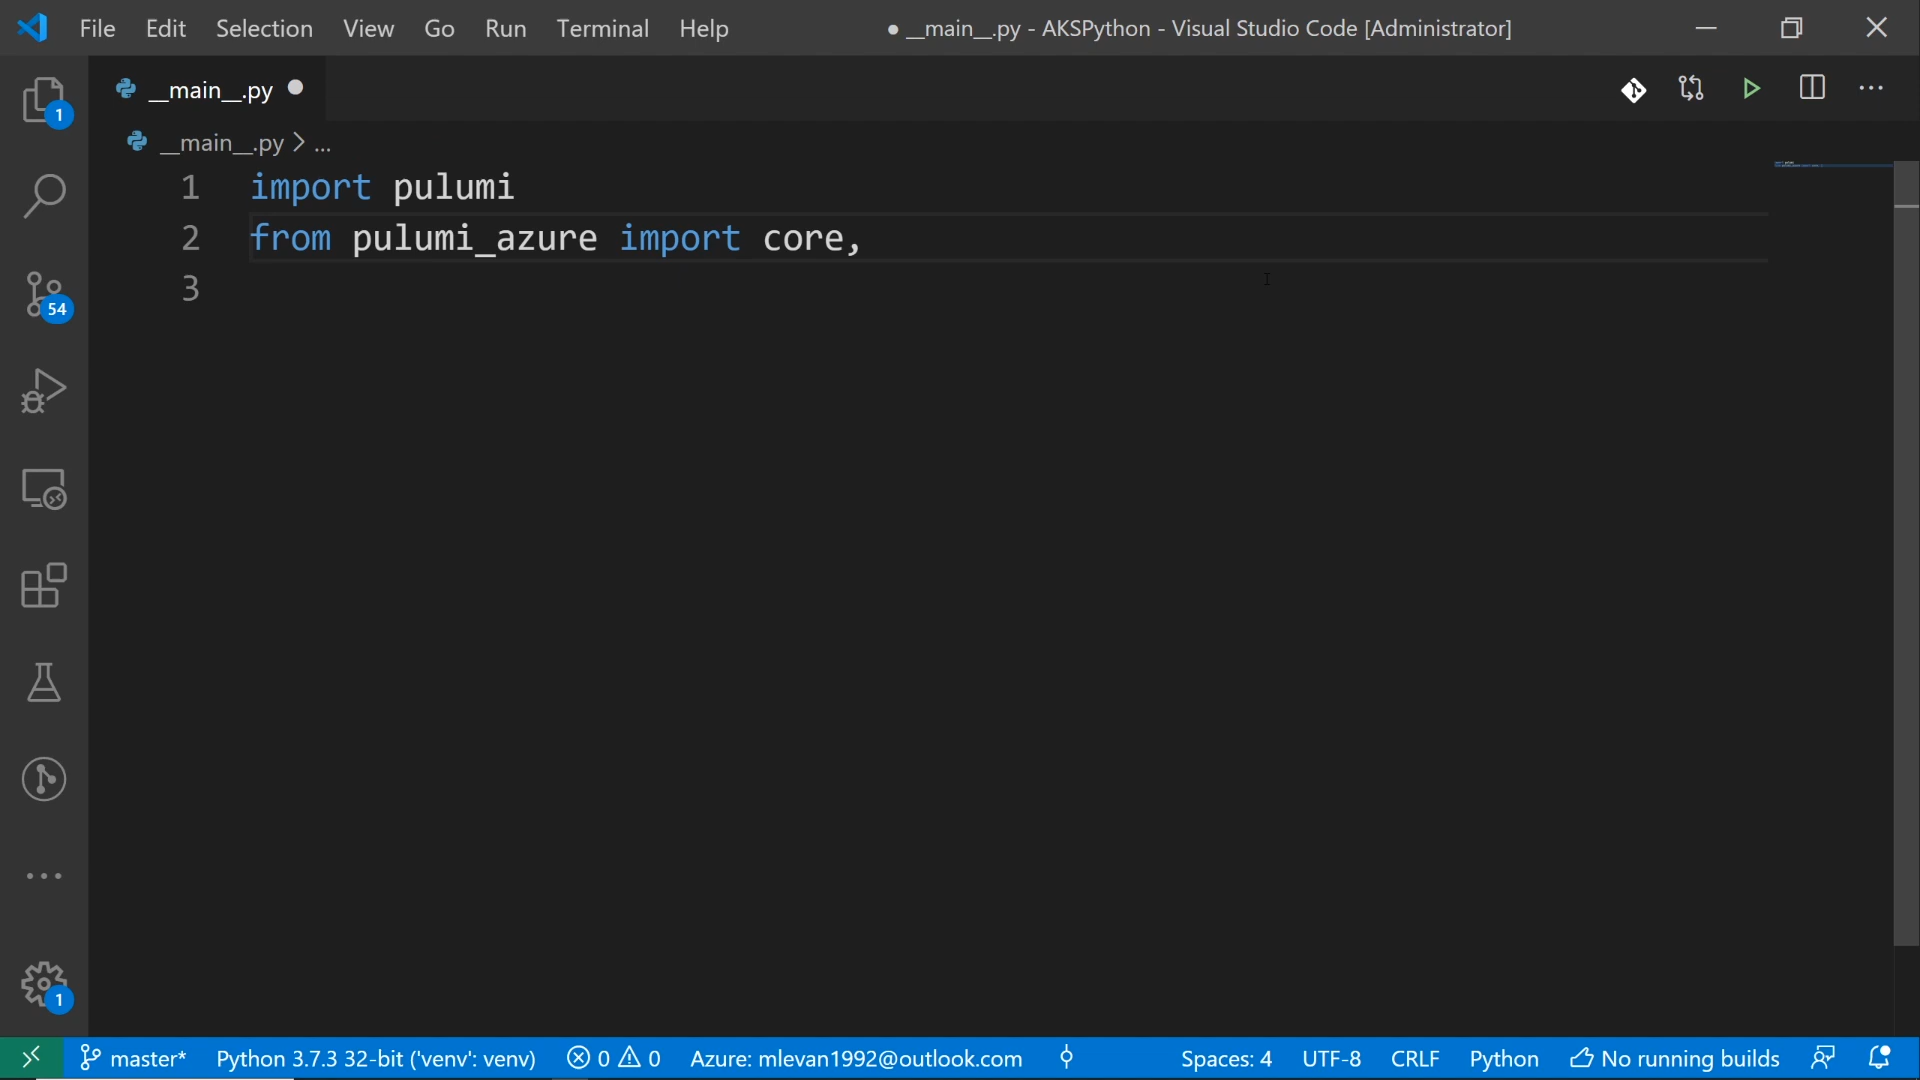 File Edit Selection View Go Run Terminal Help ● __main__.py - AKSPython - Visual Studio Code [Administrator]
__main__.py
__main__.py > ...
1 import pulumi
2 from pulumi_azure import core,
3
1
54
1
master* Python 3.7.3 32-bit ('venv': venv) 0 0 Azure: mlevan1992@outlook.com Spaces: 4 UTF-8 CRLF Python No running builds